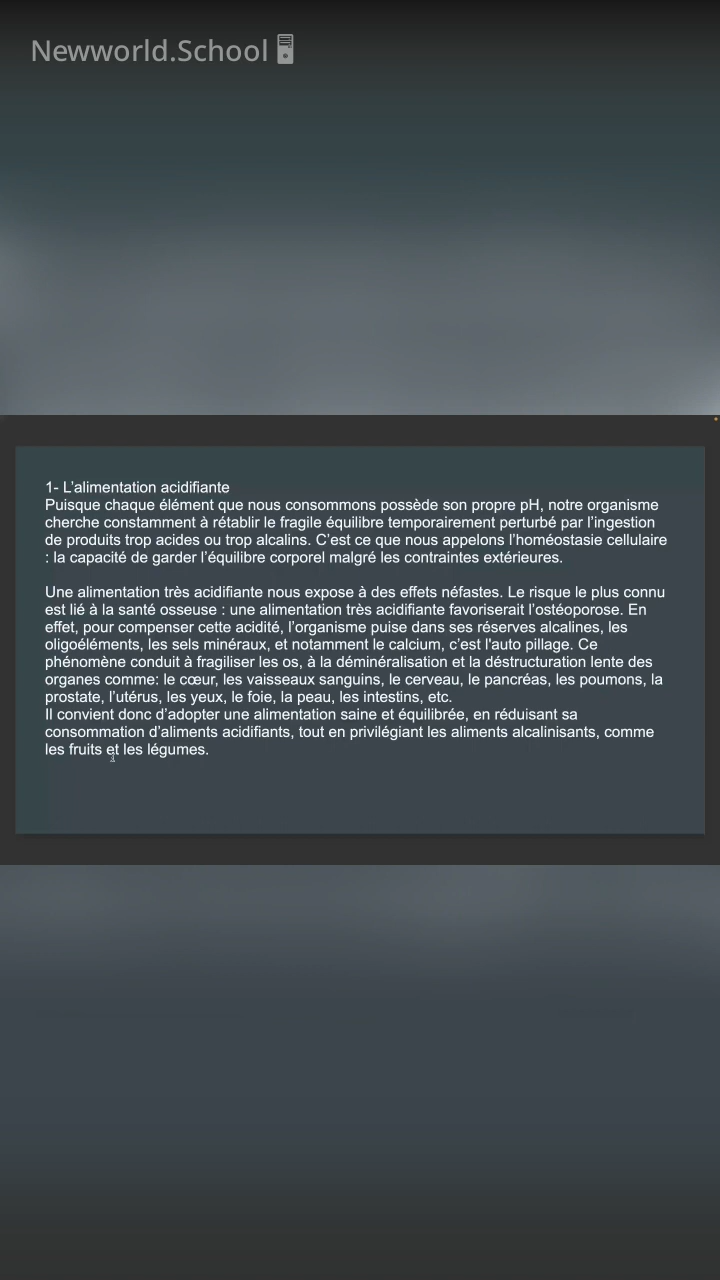 Newworld.School
1- L’alimentation acidifiante
Puisque chaque élément que nous consommons possède son propre pH, notre organisme
cherche constamment à rétablir le fragile équilibre temporairement perturbé par l’ingestion
de produits trop acides ou trop alcalins. C’est ce que nous appelons l’homéostasie cellulaire
: la capacité de garder l’équilibre corporel malgré les contraintes extérieures.
Une alimentation très acidifiante nous expose à des effets néfastes. Le risque le plus connu
est lié à la santé osseuse : une alimentation très acidifiante favoriserait l’ostéoporose. En
effet, pour compenser cette acidité, l’organisme puise dans ses réserves alcalines, les
oligoéléments, les sels minéraux, et notamment le calcium, c’est l'auto pillage. Ce
phénomène conduit à fragiliser les os, à la déminéralisation et la déstructuration lente des
organes comme: le cœur, les vaisseaux sanguins, le cerveau, le pancréas, les poumons, la
prostate, l’utérus, les yeux, le foie, la peau, les intestins, etc.
Il convient donc d’adopter une alimentation saine et équilibrée, en réduisant sa
consommation d’aliments acidifiants, tout en privilégiant les aliments alcalinisants, comme
les fruits et les légumes.